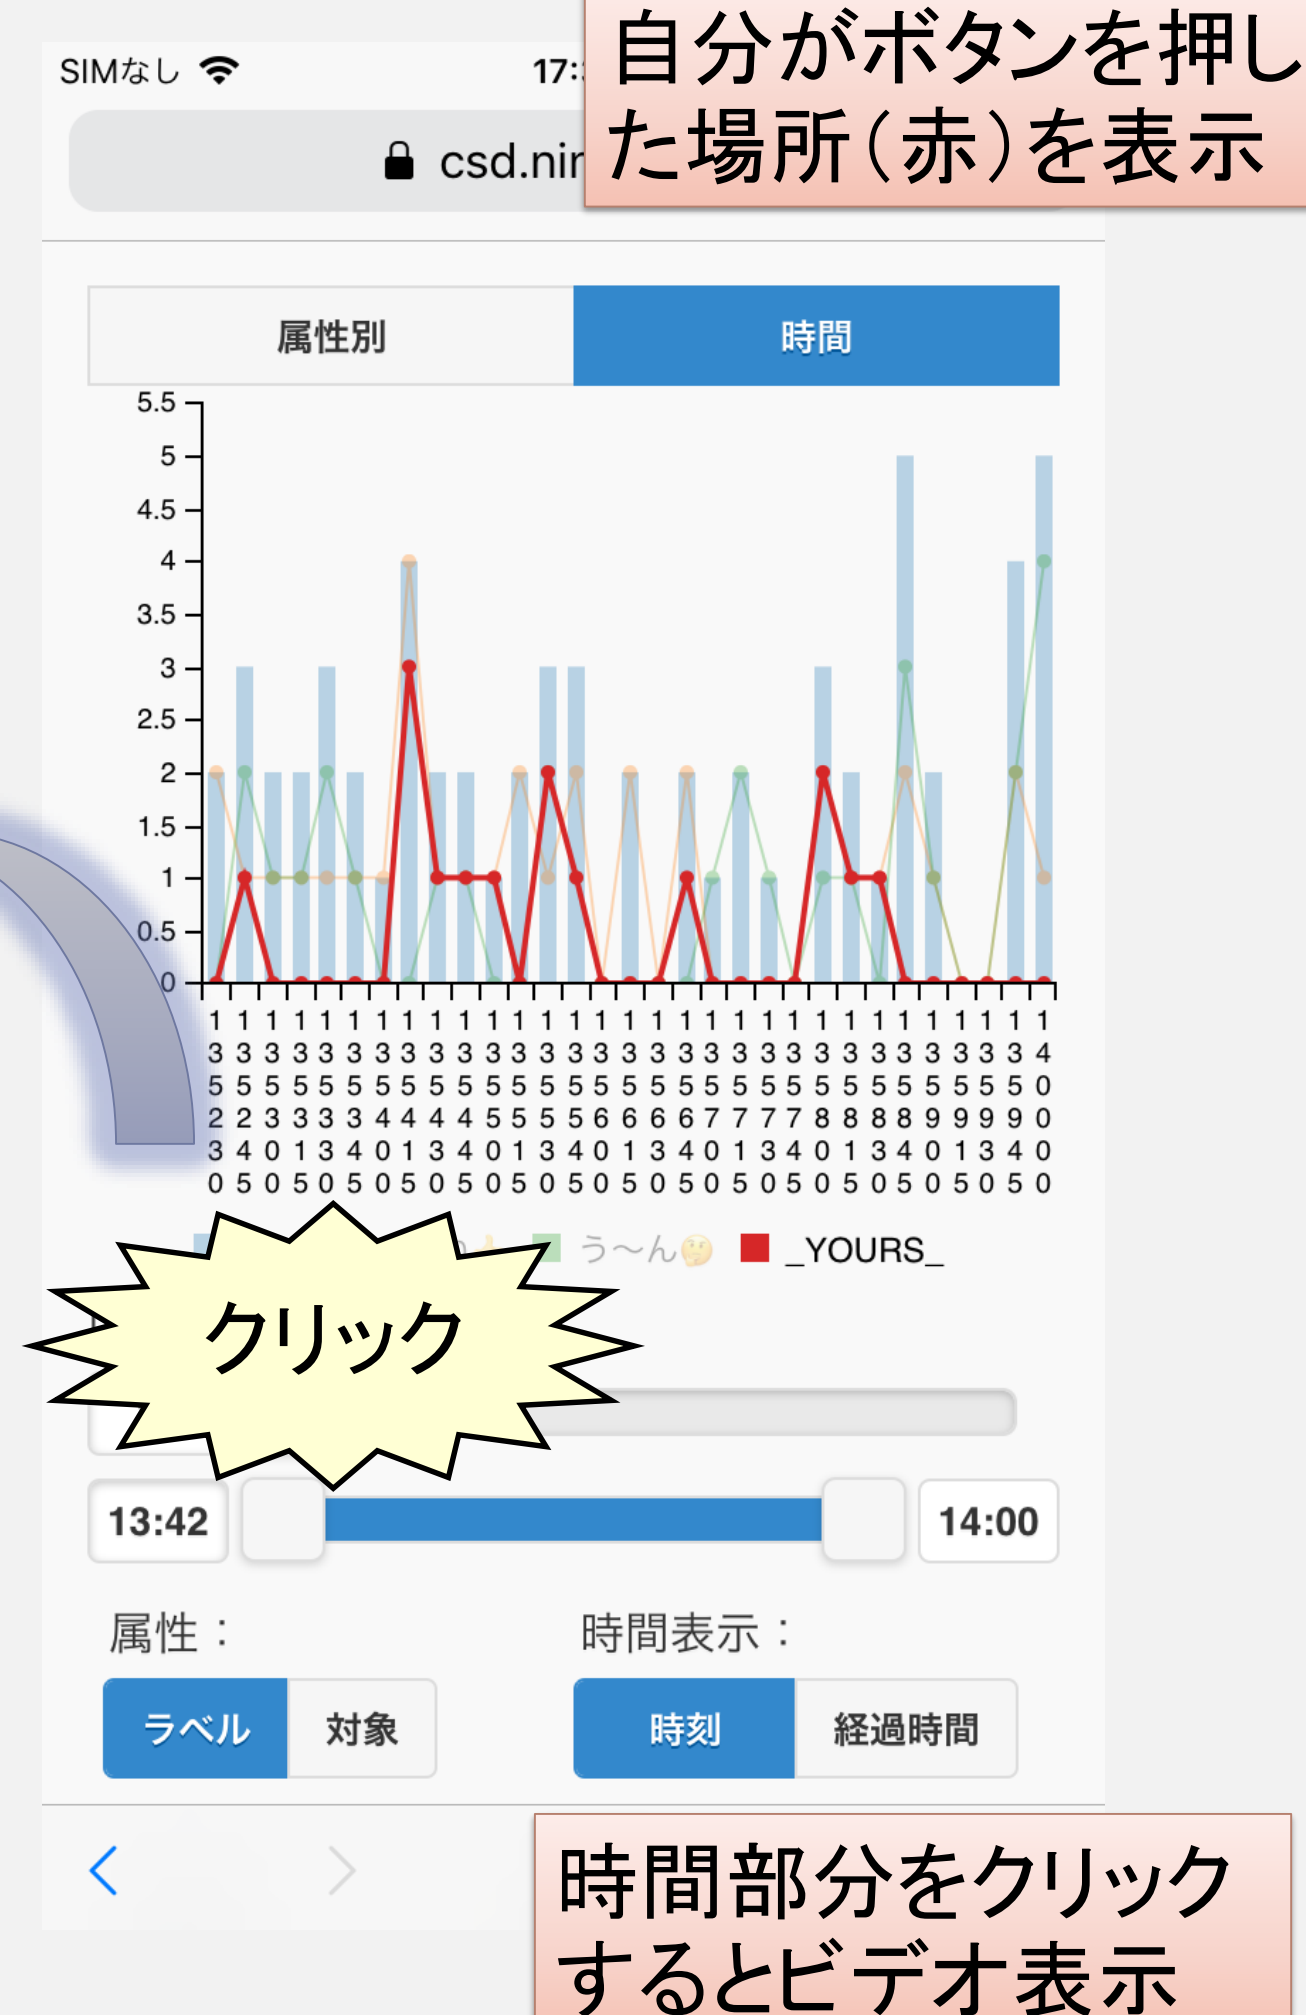 自分がボタンを押し
た場所（赤）を表示
SIMなし
csd.nin
属性別 時間
5.5
5
4.5
4
3.5
3
2.5
2
1.5
1
0.5
0
1 1 1 1 1 1 1 1 1 1 1 1 1 1 1 1 1 1 1 1 1 1 1 1 1 1 1 1 1 1 1
3 3 3 3 3 3 3 3 3 3 3 3 3 3 3 3 3 3 3 3 3 3 3 3 3 3 3 3 3 3 4
5 5 5 5 5 5 5 5 5 5 5 5 5 5 5 5 5 5 5 5 5 5 5 5 5 5 5 5 5 5 0
2 2 3 3 3 3 4 4 4 4 5 5 5 5 6 6 6 6 7 7 7 7 8 8 8 8 9 9 9 9 0
3 4 0 1 3 4 0 1 3 4 0 1 3 4 0 1 3 4 0 1 3 4 0 1 3 4 0 1 3 4 0
0 5 0 5 0 5 0 5 0 5 0 5 0 5 0 5 0 5 0 5 0 5 0 5 0 5 0 5 0 5 0
う〜ん🤔 _YOURS_
クリック
13:42 14:00
属性： 時間表示：
ラベル 対象 時刻 経過時間
時間部分をクリック
するとビデオ表示